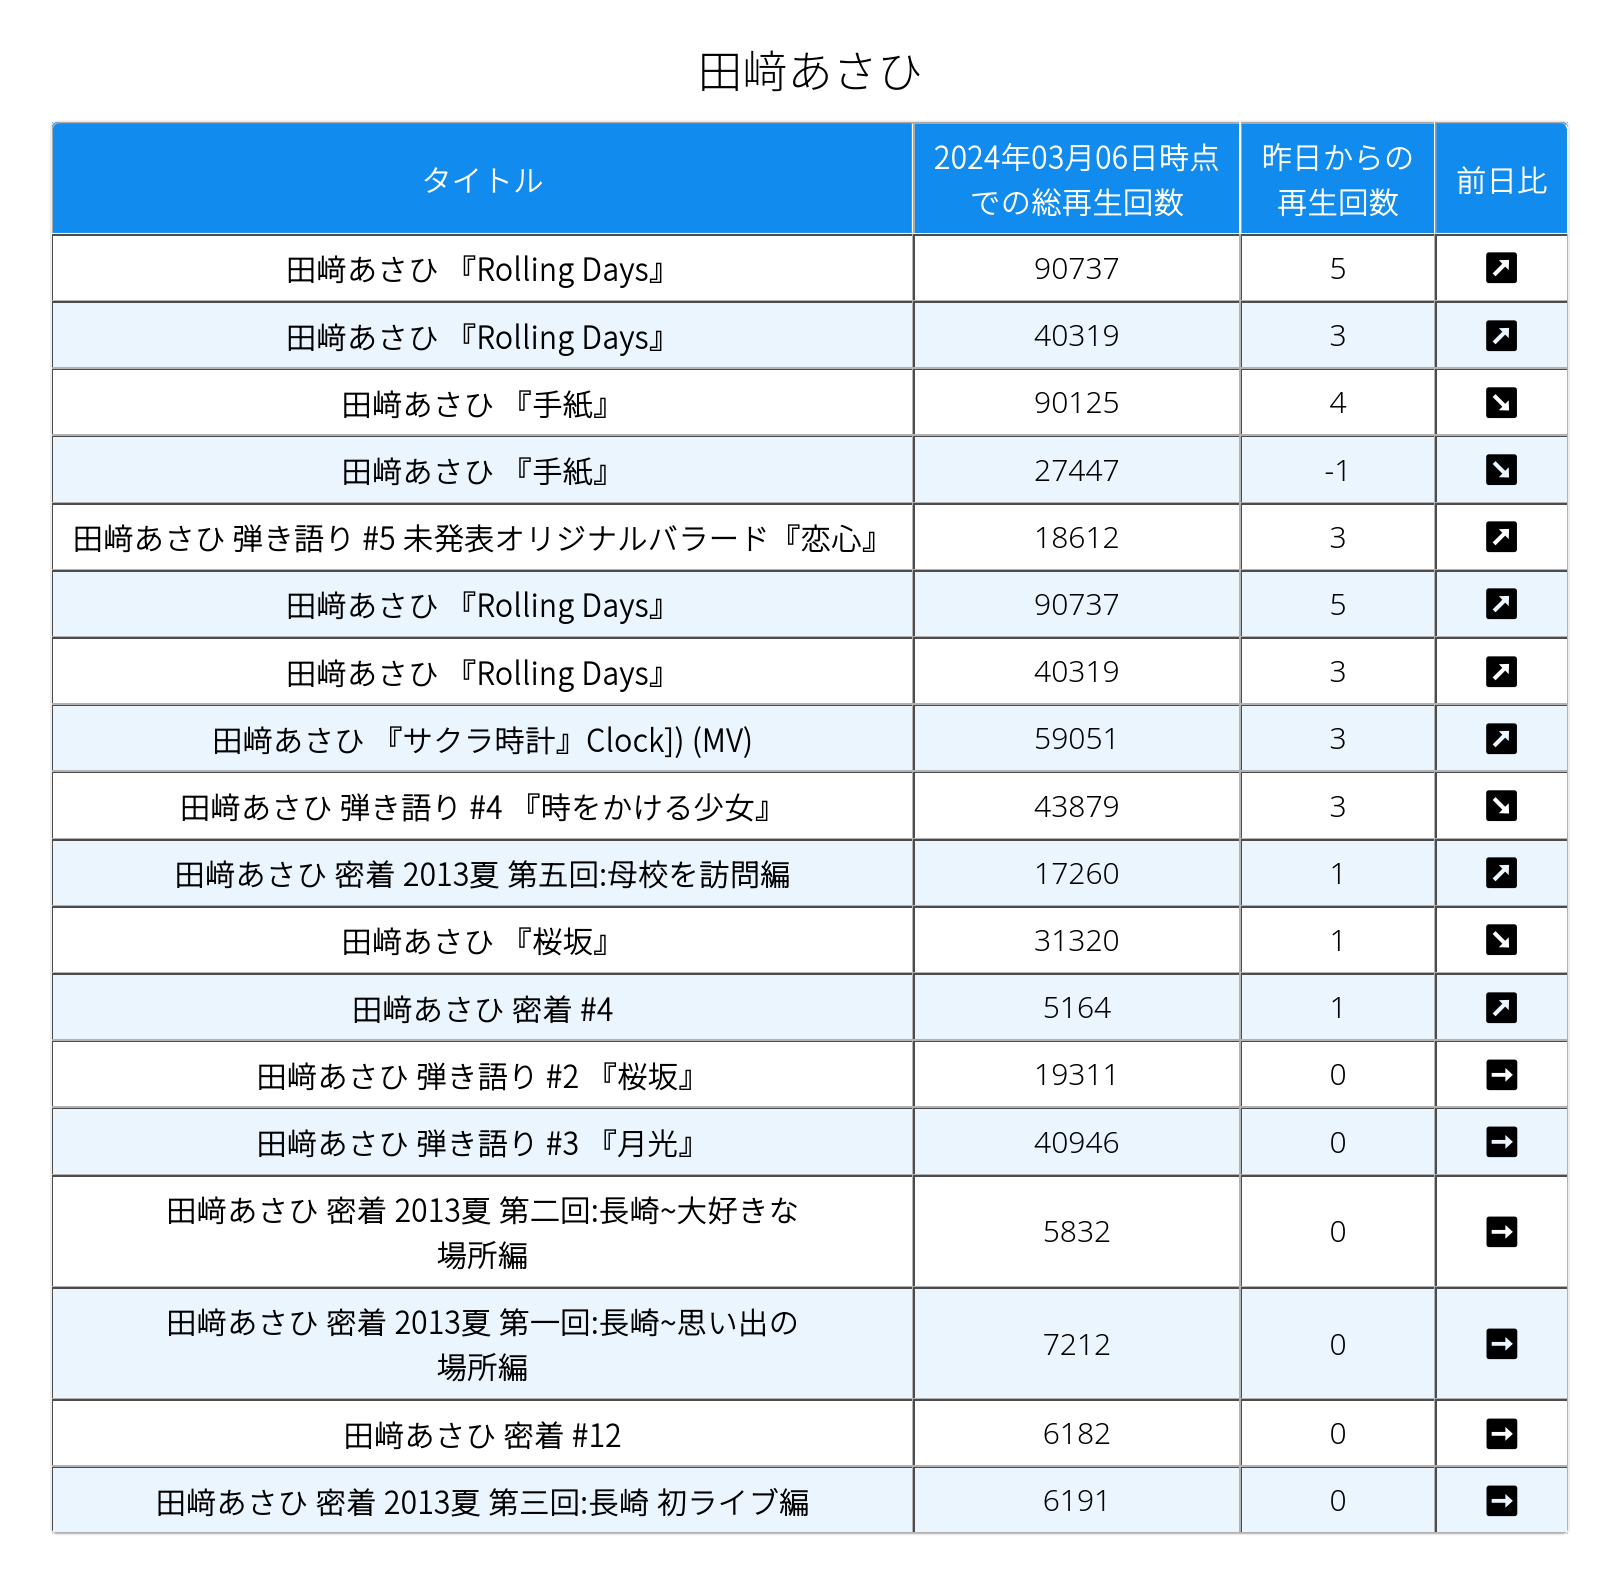 田﨑あさひ
タイトル
2024年03月06日時点
での総再生回数
昨日からの
再生回数
前日比
田﨑あさひ 『Rolling Days』 90737 5
田﨑あさひ 『Rolling Days』 40319 3
田﨑あさひ 『手紙』 90125 4
田﨑あさひ 『手紙』 27447 -1
田﨑あさひ 弾き語り #5 未発表オリジナルバラード『恋心』 18612 3
田﨑あさひ 『Rolling Days』 90737 5
田﨑あさひ 『Rolling Days』 40319 3
田﨑あさひ 『サクラ時計』Clock]) (MV) 59051 3
田﨑あさひ 弾き語り #4 『時をかける少女』 43879 3
田﨑あさひ 密着 2013夏 第五回:母校を訪問編 17260 1
田﨑あさひ 『桜坂』 31320 1
田﨑あさひ 密着 #4 5164 1
田﨑あさひ 弾き語り #2 『桜坂』 19311 0
田﨑あさひ 弾き語り #3 『月光』 40946 0
田﨑あさひ 密着 2013夏 第二回:長崎~大好きな
場所編 5832 0
田﨑あさひ 密着 2013夏 第一回:長崎~思い出の
場所編 7212 0
田﨑あさひ 密着 #12 6182 0
田﨑あさひ 密着 2013夏 第三回:長崎 初ライブ編 6191 0